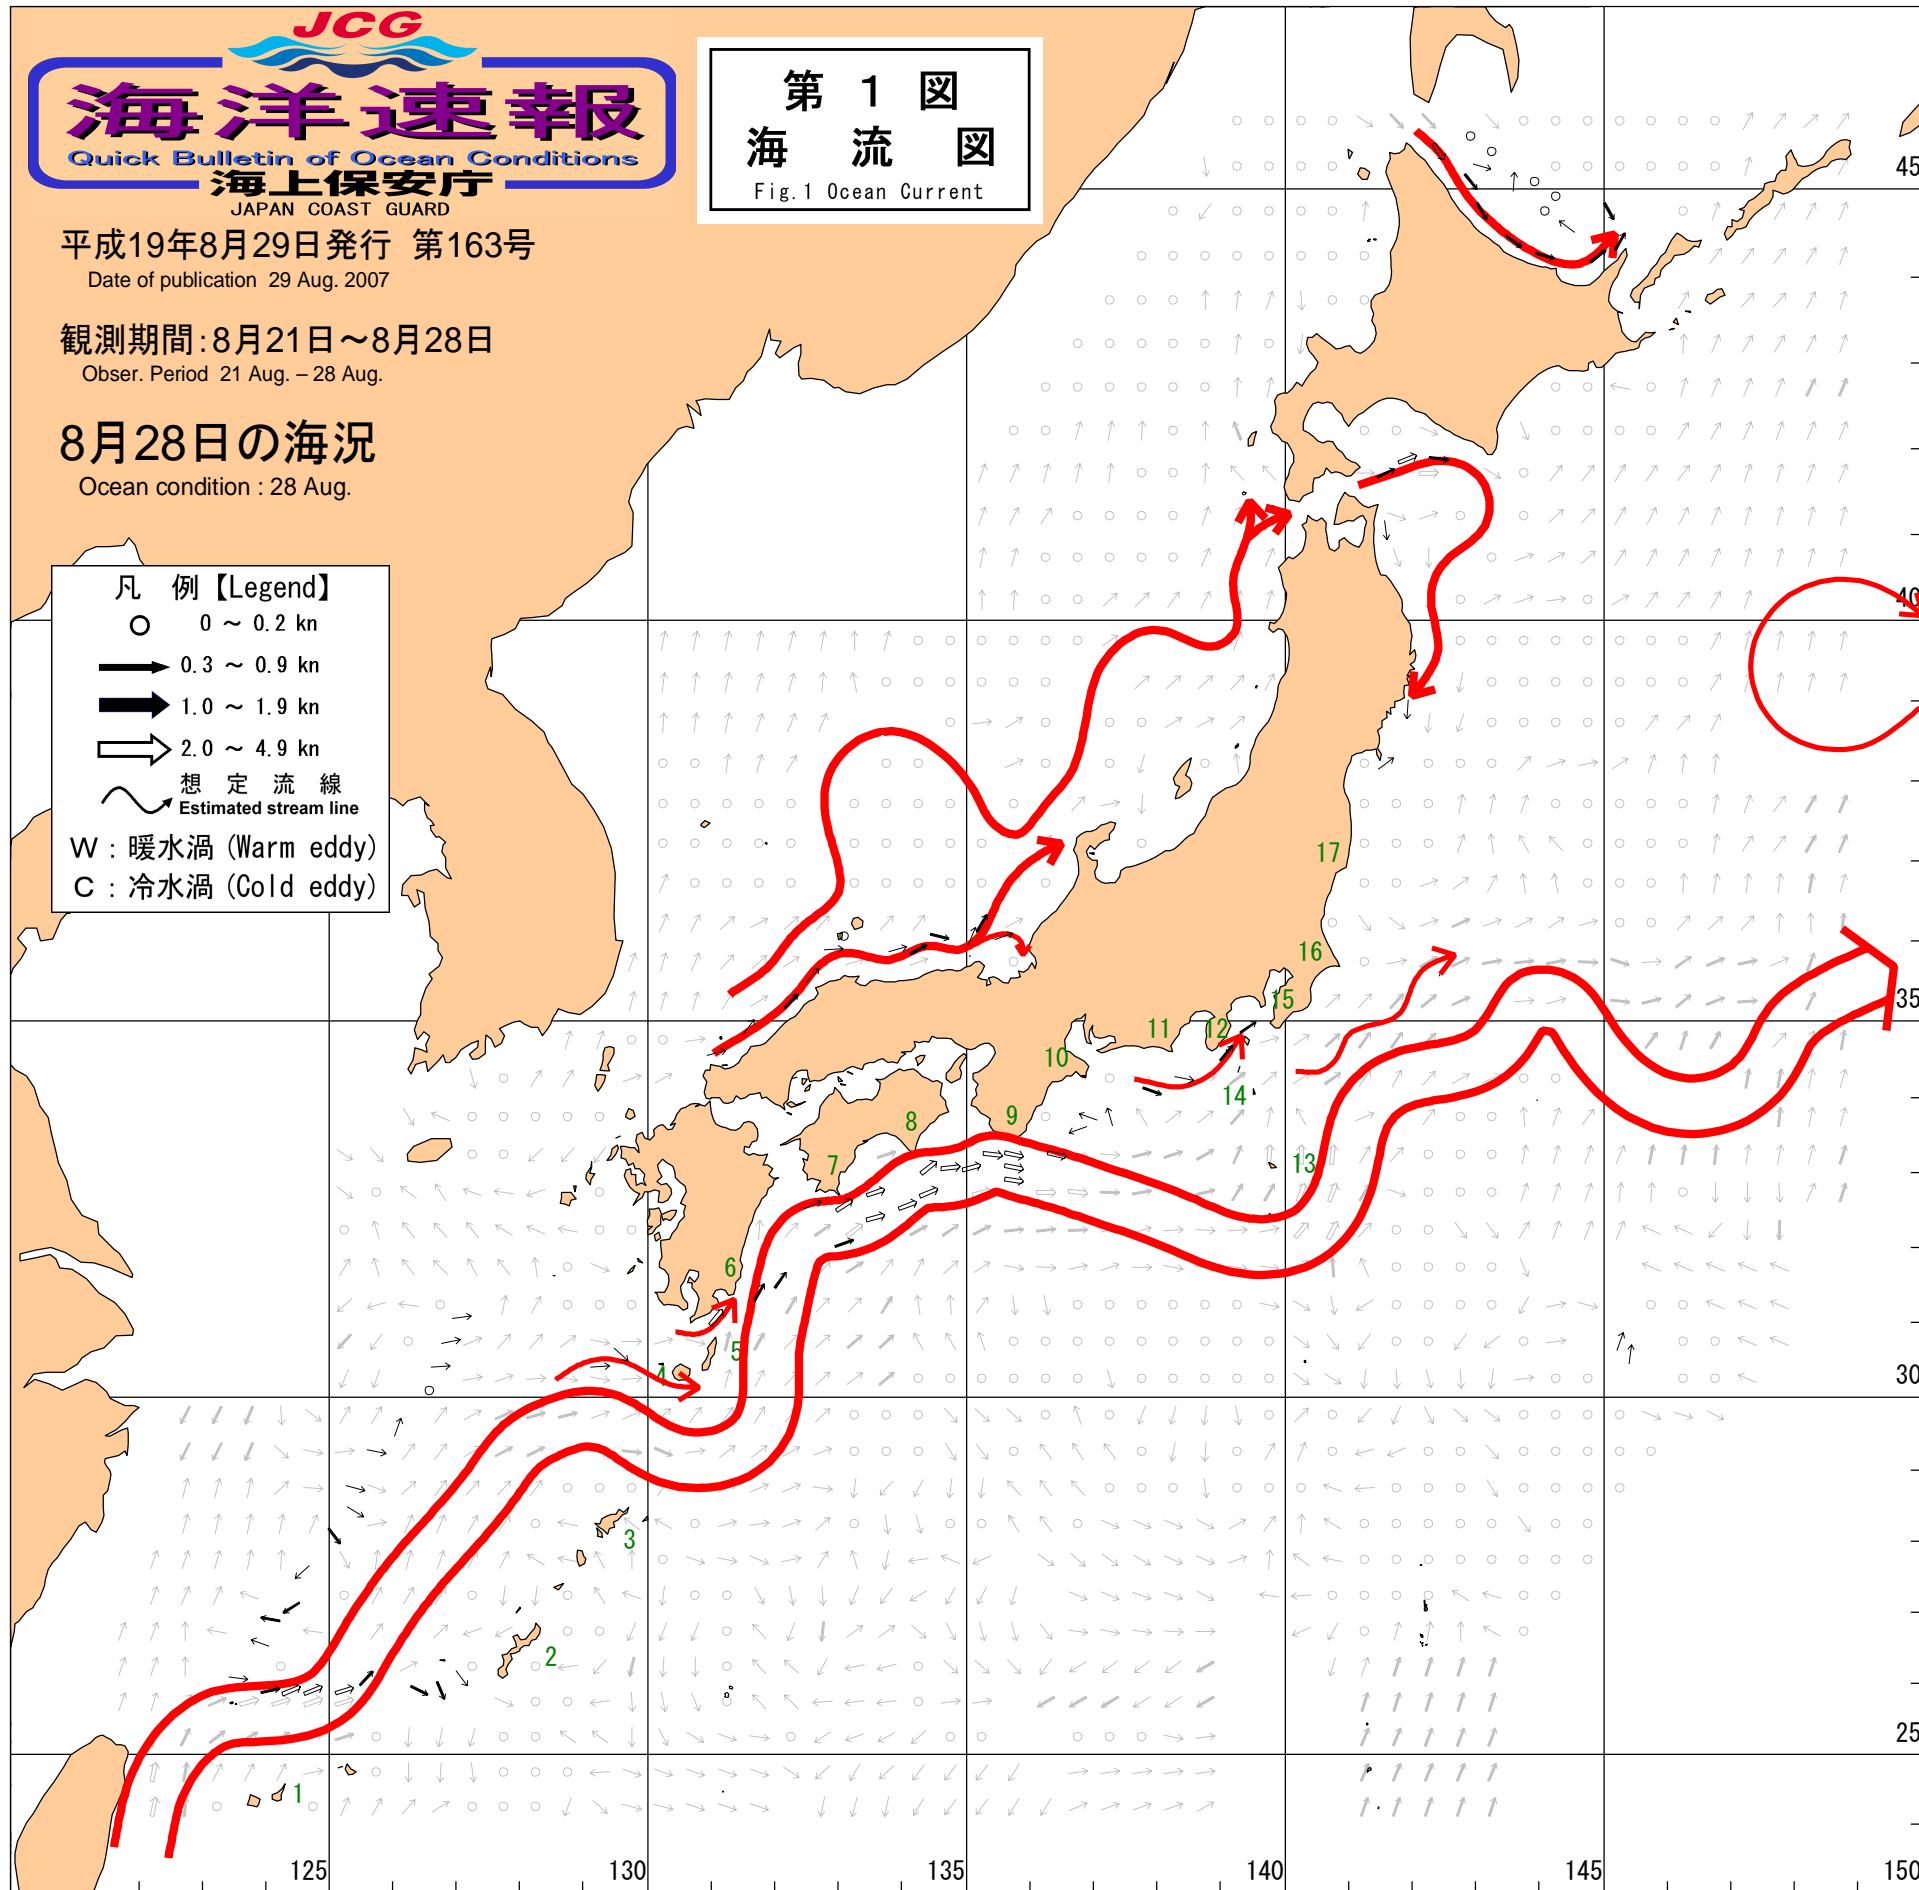 JCG
海洋速報
Quick Bulletin of Ocean Conditions
海上保安庁
JAPAN COAST GUARD
平成19年8月29日発行 第163号
Date of publication 29 Aug. 2007
観測期間:8月21日～8月28日
Obser. Period 21 Aug. – 28 Aug.
8月28日の海況
Ocean condition : 28 Aug.
第 1 図
海 流 図
Fig.1 Ocean Current
凡 例【Legend】
0 ～ 0.2 kn
0.3 ～ 0.9 kn
1.0 ～ 1.9 kn
2.0 ～ 4.9 kn
想 定 流 線
Estimated stream line
W : 暖水渦 (Warm eddy)
C : 冷水渦 (Cold eddy)
45
40
17
16
35
15
12
11
10
14
9
8
13
7
6
5
4
30
3
2
25
1
125
130
135
140
145
150